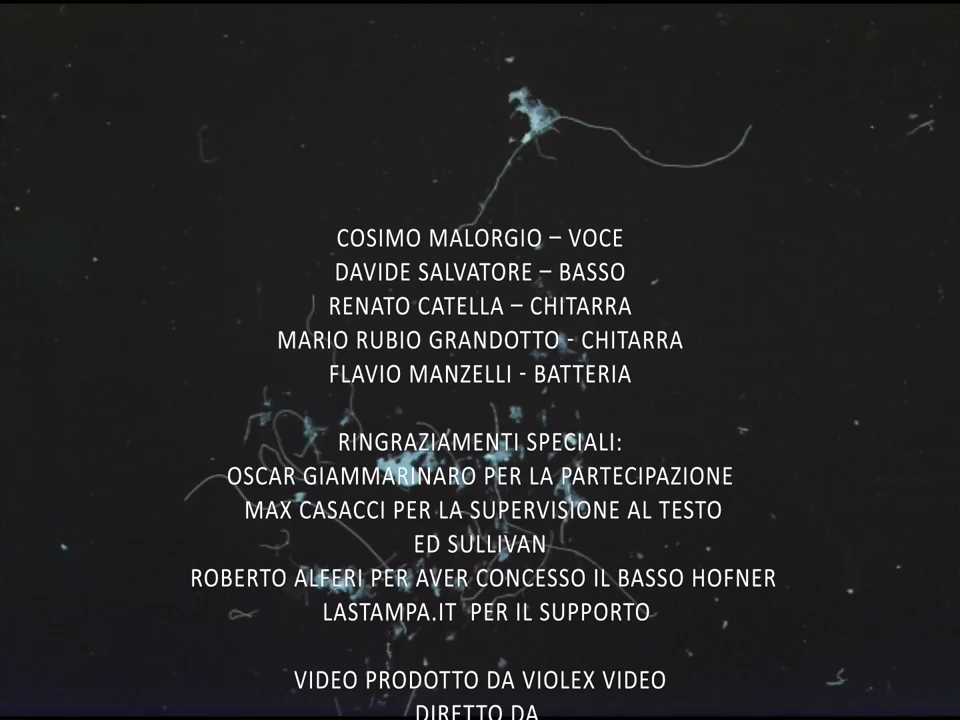 COSIMO MALORGIO – VOCE
DAVIDE SALVATORE – BASSO
RENATO CATELLA – CHITARRA
MARIO RUBIO GRANDOTTO - CHITARRA
FLAVIO MANZELLI - BATTERIA
RINGRAZIAMENTI SPECIALI:
OSCAR GIAMMARINARO PER LA PARTECIPAZIONE
MAX CASACCI PER LA SUPERVISIONE AL TESTO
ED SULLIVAN
ROBERTO ALFERI PER AVER CONCESSO IL BASSO HOFNER
LASTAMPA.IT PER IL SUPPORTO
VIDEO PRODOTTO DA VIOLEX VIDEO
DIRETTO DA